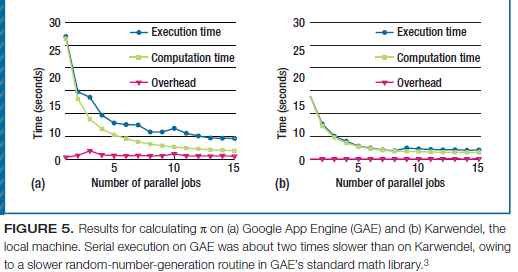 30
25
20
15
10
0
Time (seconds)
Execution time
Computation time
Overhead
5 10 15
(a) Number of parallel jobs
30
25
20
15
10
0
Time (seconds)
Execution time
Computation time
Overhead
5 10 15
(b) Number of parallel jobs
FIGURE 5. Results for calculating π on (a) Google App Engine (GAE) and (b) Karwendel, the
local machine. Serial execution on GAE was about two times slower than on Karwendel, owing
to a slower random-number-generation routine in GAE's standard math library.3